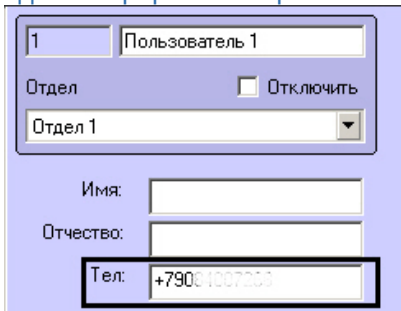 1 Пользователь 1
Отдел Отключить
Отдел 1
Имя:
Отчество:
Тел: +790